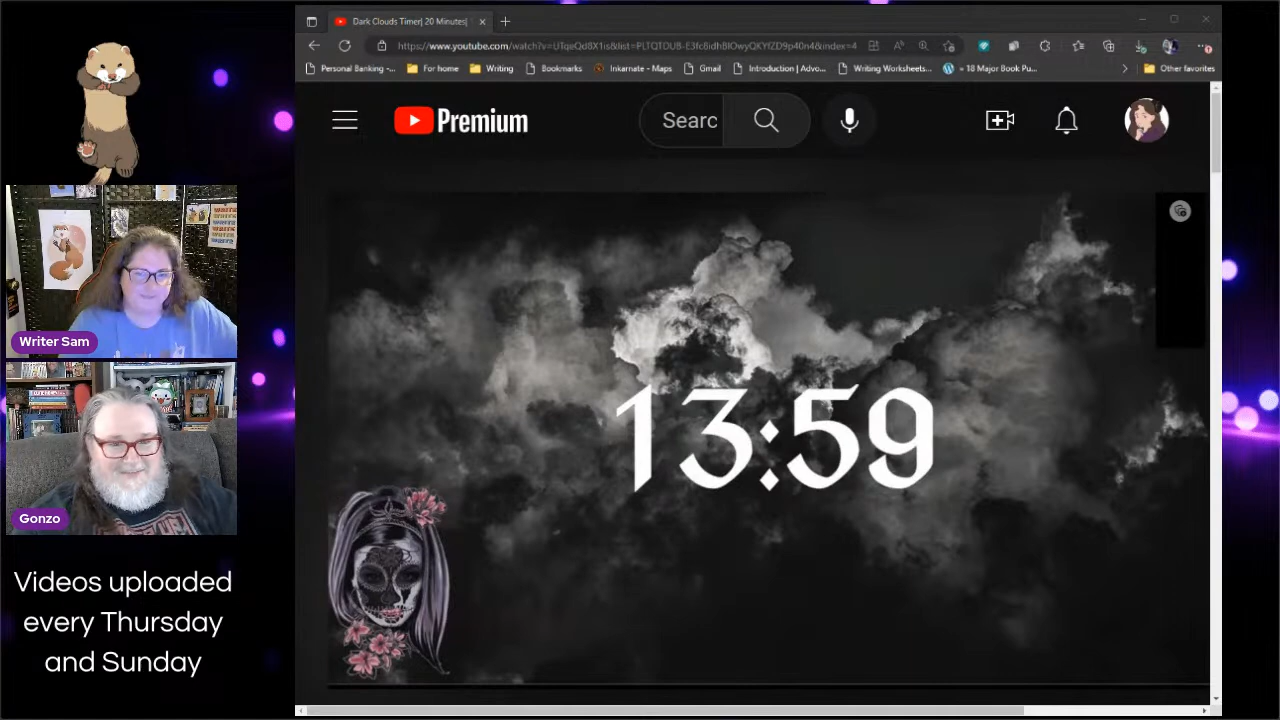 Dark Clouds Timer| 20 Minutes|
https://www.youtube.com/watch?v=UTqeQd8X1is&list=PLTQTDU8-E3fc8idh8IOwyQKYfZD9p40n4&index=4
Personal Banking -...
For home
Writing
Bookmarks
Inkarnate - Maps
Gmail
Introduction | Advo...
Writing Worksheets...
» 18 Major Book Pu...
Other favorites
Premium
Searc
13:59
Writer Sam
Gonzo
Videos uploaded
every Thursday
and Sunday